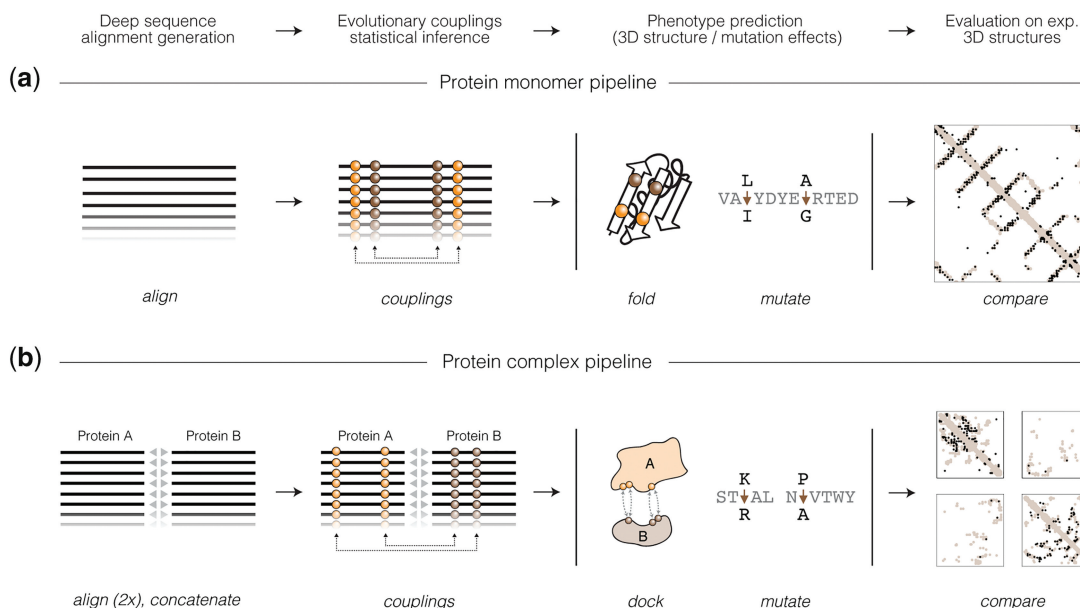 Deep sequence
alignment generation
Evolutionary couplings
statistical inference
Phenotype prediction
(3D structure / mutation effects)
Evaluation on exp.
3D structures
(a)
Protein monomer pipeline
L A
VA YDYE RTED
I G
align
couplings
fold
mutate
compare
(b)
Protein complex pipeline
Protein A
Protein B
Protein A
Protein B
A
B
K P
ST AL N VTWY
R A
align (2x), concatenate
couplings
dock
mutate
compare